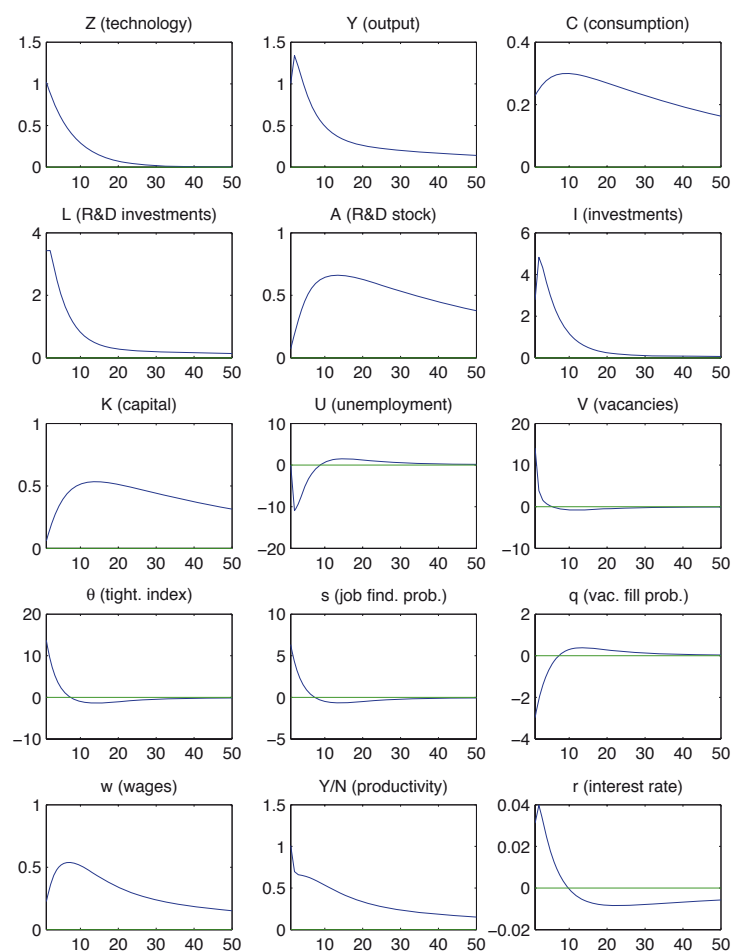 Z (technology)
Y (output)
C (consumption)
1.5
1
0.5
0
10 20 30 40 50
1.5
1
0.5
0
10 20 30 40 50
0.4
0.2
0
10 20 30 40 50
L (R&D investments)
A (R&D stock)
I (investments)
4
2
0
10 20 30 40 50
1
0.5
0
10 20 30 40 50
6
4
2
0
10 20 30 40 50
K (capital)
U (unemployment)
V (vacancies)
1
0.5
0
10 20 30 40 50
10
0
−10
−20
10 20 30 40 50
20
10
0
−10
10 20 30 40 50
θ (tight. index)
s (job find. prob.)
q (vac. fill prob.)
20
10
0
−10
10 20 30 40 50
10
5
0
−5
10 20 30 40 50
2
0
−2
−4
10 20 30 40 50
w (wages)
Y/N (productivity)
r (interest rate)
1
0.5
0
10 20 30 40 50
1.5
1
0.5
0
10 20 30 40 50
0.04
0.02
0
−0.02
10 20 30 40 50